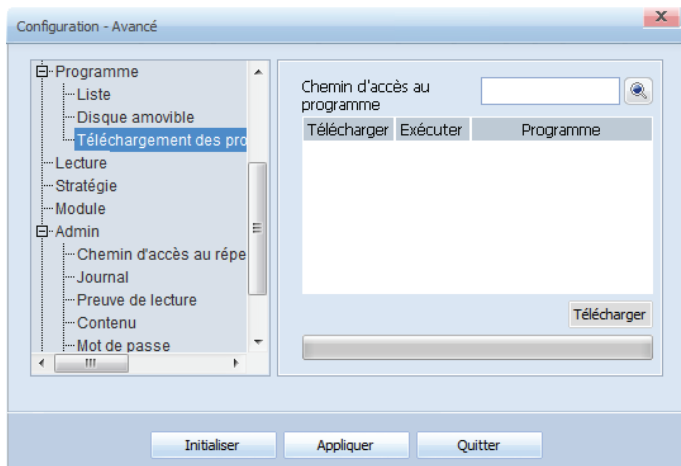 Configuration - Avancé
Programme
Liste
Disque amovible
Téléchargement des pro
Lecture
Stratégie
Module
Admin
Chemin d'accès au répe
Journal
Preuve de lecture
Contenu
Mot de passe
Chemin d'accès au
programme
Télécharger Exécuter Programme
Télécharger
Initialiser Appliquer Quitter